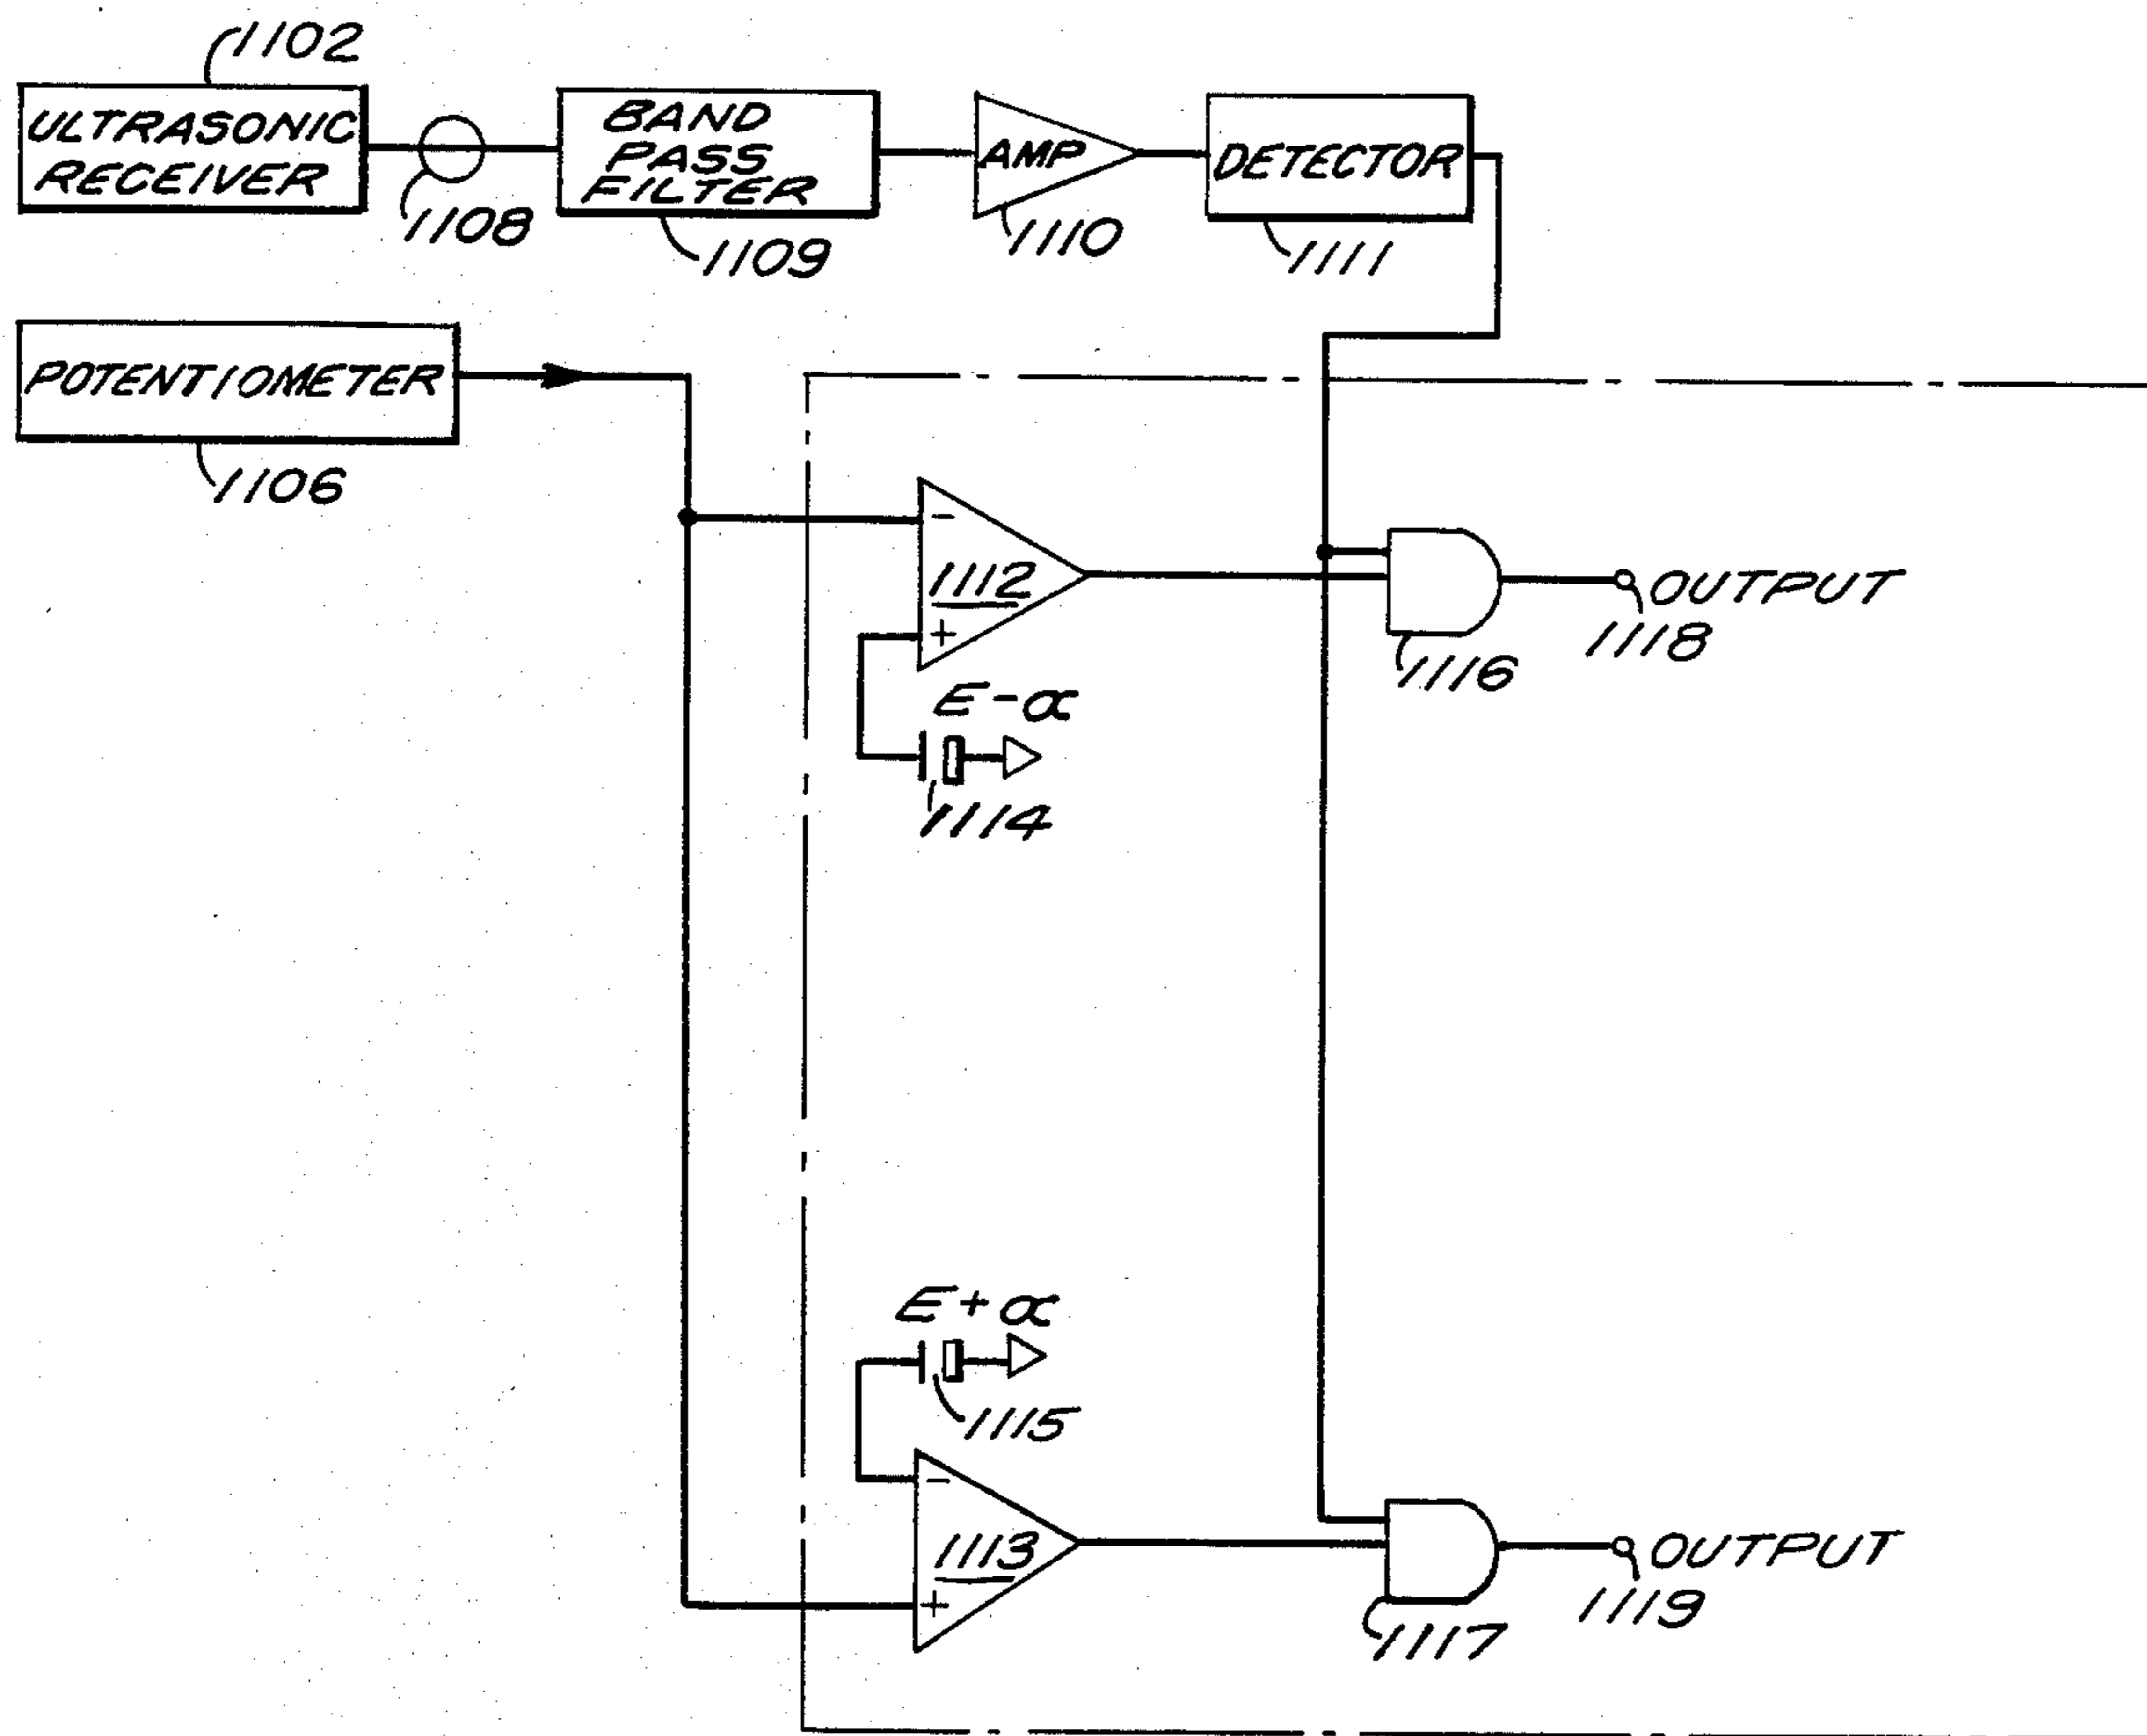 1102
ULTRASONIC
RECEIVER
1108
BAND
PASS
FILTER
1109
AMP
1110
DETECTOR
1111
POTENTIOMETER
1106
-
1112
+
E-α
1114
1116
OUTPUT
1118
E+α
1115
-
1113
+
1117
OUTPUT
1119